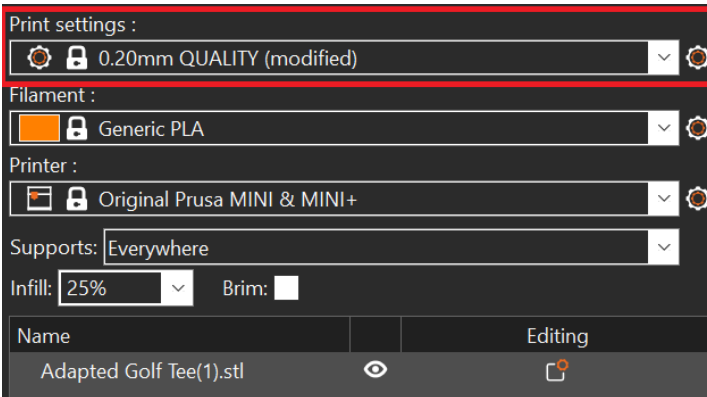 Print settings :
0.20mm QUALITY (modified)
Filament :
Generic PLA
Printer :
Original Prusa MINI & MINI+
Supports: Everywhere
Infill: 25% Brim:
Name Editing
Adapted Golf Tee(1).stl